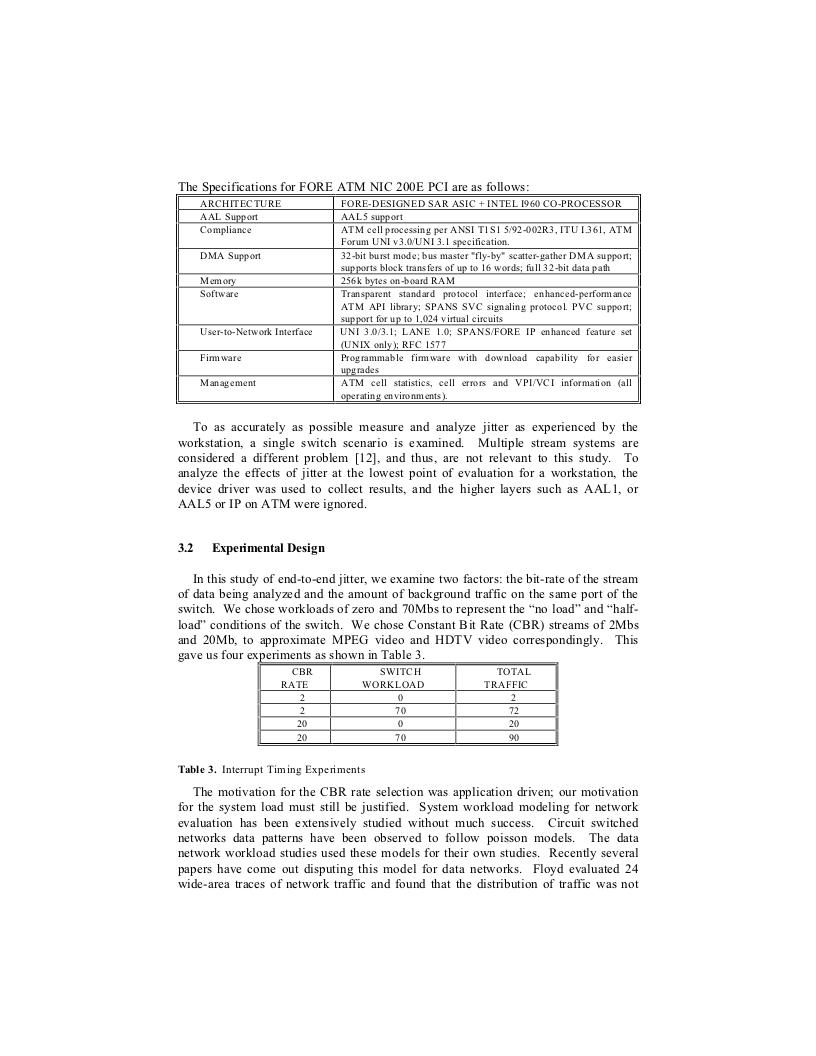 The Specifications for FORE ATM NIC 200E PCI are as follows:
ARCHITECTURE FORE-DESIGNED SAR ASIC + INTEL I960 CO-PROCESSOR
AAL Support AAL5 support
Compliance ATM cell processing per ANSI T1S1 5/92-002R3, ITU I.361, ATM
Forum UNI v3.0/UNI 3.1 specification.
DMA Support 32-bit burst mode; bus master "fly-by" scatter-gather DMA support;
supports block transfers of up to 16 words; full 32-bit data path
Memory 256k bytes on-board RAM
Software Transparent standard protocol interface; enhanced-performance
ATM API library; SPANS SVC signaling protocol. PVC support;
support for up to 1,024 virtual circuits
User-to-Network Interface UNI 3.0/3.1; LANE 1.0; SPANS/FORE IP enhanced feature set
(UNIX only); RFC 1577
Firmware Programmable firmware with download capability for easier
upgrades
Management ATM cell statistics, cell errors and VPI/VCI information (all
operating environments).
To as accurately as possible measure and analyze jitter as experienced by the
workstation, a single switch scenario is examined. Multiple stream systems are
considered a different problem [12], and thus, are not relevant to this study. To
analyze the effects of jitter at the lowest point of evaluation for a workstation, the
device driver was used to collect results, and the higher layers such as AAL1, or
AAL5 or IP on ATM were ignored.
3.2 Experimental Design
In this study of end-to-end jitter, we examine two factors: the bit-rate of the stream
of data being analyzed and the amount of background traffic on the same port of the
switch. We chose workloads of zero and 70Mbs to represent the “no load” and “half-
load” conditions of the switch. We chose Constant Bit Rate (CBR) streams of 2Mbs
and 20Mb, to approximate MPEG video and HDTV video correspondingly. This
gave us four experiments as shown in Table 3.
CBR SWITCH TOTAL
RATE WORKLOAD TRAFFIC
2 0 2
2 70 72
20 0 20
20 70 90
Table 3. Interrupt Timing Experiments
The motivation for the CBR rate selection was application driven; our motivation
for the system load must still be justified. System workload modeling for network
evaluation has been extensively studied without much success. Circuit switched
networks data patterns have been observed to follow poisson models. The data
network workload studies used these models for their own studies. Recently several
papers have come out disputing this model for data networks. Floyd evaluated 24
wide-area traces of network traffic and found that the distribution of traffic was not